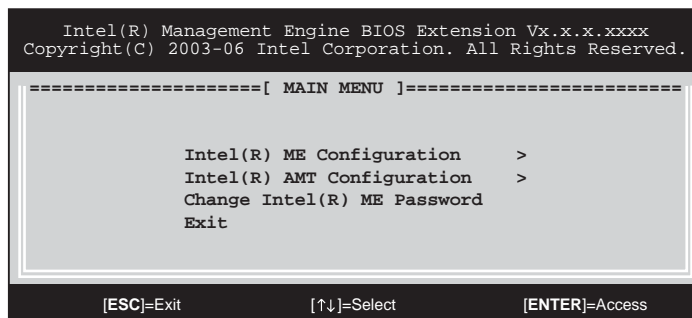 Intel(R) Management Engine BIOS Extension Vx.x.x.xxxx
Copyright(C) 2003-06 Intel Corporation. All Rights Reserved.
=====================[ MAIN MENU ]=========================
Intel(R) ME Configuration >
Intel(R) AMT Configuration >
Change Intel(R) ME Password
Exit
[ESC]=Exit [↑↓]=Select [ENTER]=Access